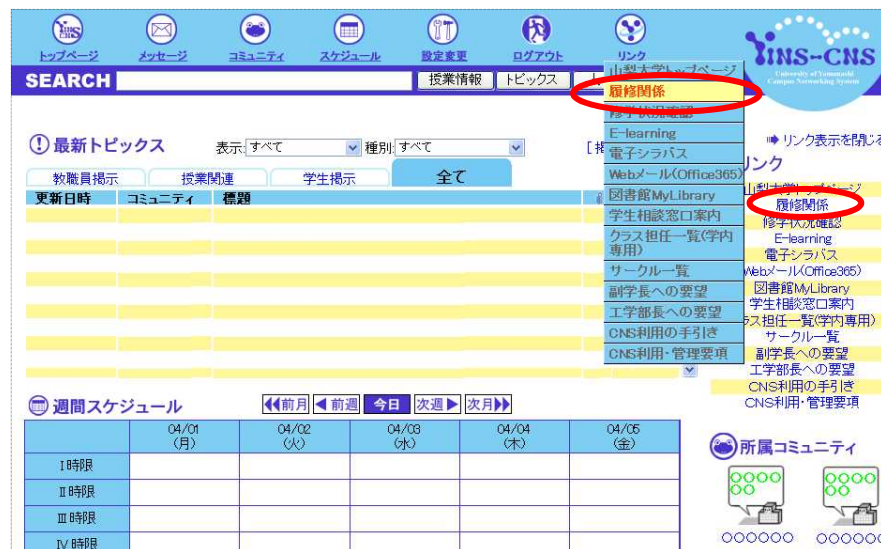 YINS
トップページ
メッセージ
コミュニティ
スケジュール
設定変更
ログアウト
リンク
YINS-CNS
University of Yamanashi
Campus Networking System
SEARCH
授業情報
トピックス
山梨大学トップページ
履修関係
修学状況確認
E-learning
電子シラバス
Webメール(Office365)
図書館MyLibrary
学生相談窓口案内
クラス担任一覧(学内
専用)
サークル一覧
副学長への要望
工学部長への要望
CNS利用の手引き
CNS利用・管理要項
最新トピックス
表示: すべて
種別: すべて
教職員掲示
授業関連
学生掲示
全て
更新日時
コミュニティ
標題
リンク表示を閉じる
リンク
山梨大学トップページ
履修関係
修学状況確認
E-learning
電子シラバス
Webメール(Office365)
図書館MyLibrary
学生相談窓口案内
クラス担任一覧(学内専用)
サークル一覧
副学長への要望
工学部長への要望
CNS利用の手引き
CNS利用・管理要項
週間スケジュール
前月
前週
今日
次週
次月
04/01
(月)
04/02
(火)
04/03
(水)
04/04
(木)
04/05
(金)
I 時限
II 時限
III 時限
IV 時限
所属コミュニティ
○○○○
○○
○○○○
○○
○○○○○○
○○○○○○